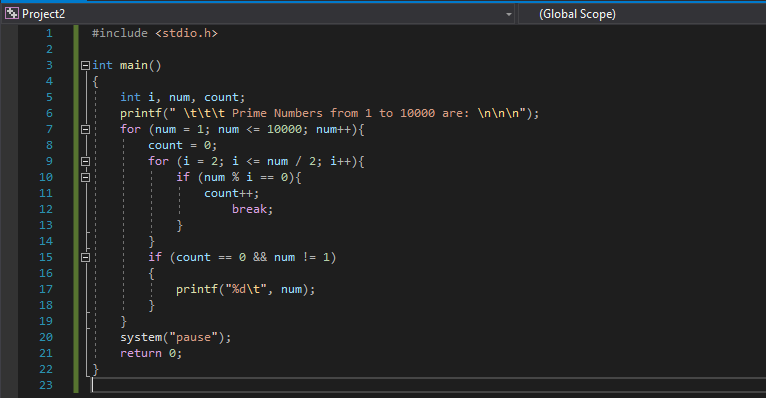 Project2 (Global Scope)
1 #include <stdio.h>
2
3 int main()
4 {
5 int i, num, count;
6 printf(" \t\t\t Prime Numbers from 1 to 10000 are: \n\n\n");
7 for (num = 1; num <= 10000; num++){
8 count = 0;
9 for (i = 2; i <= num / 2; i++){
10 if (num % i == 0){
11 count++;
12 break;
13 }
14 }
15 if (count == 0 && num != 1)
16 {
17 printf("%d\t", num);
18 }
19 }
20 system("pause");
21 return 0;
22 }
23